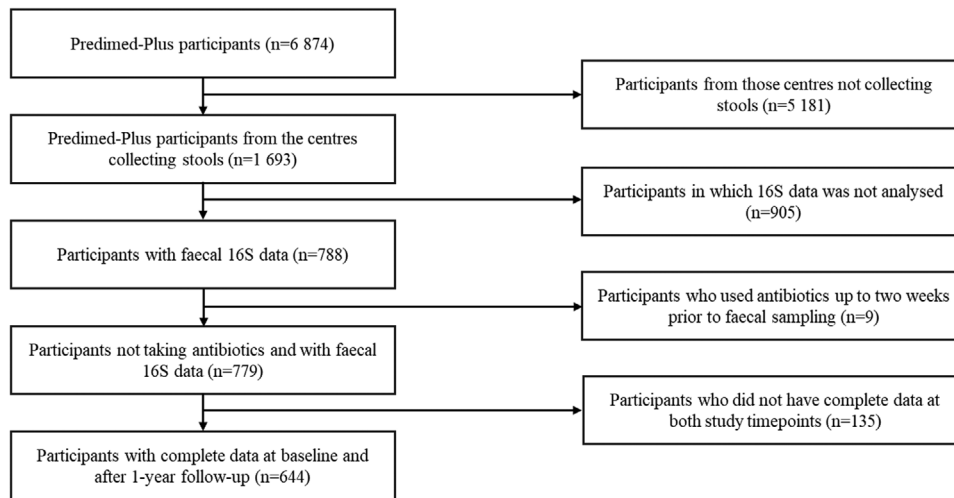 Predimed-Plus participants (n=6 874)
Participants from those centres not collecting
stools (n=5 181)
Predimed-Plus participants from the centres
collecting stools (n=1 693)
Participants in which 16S data was not analysed
(n=905)
Participants with faecal 16S data (n=788)
Participants who used antibiotics up to two weeks
prior to faecal sampling (n=9)
Participants not taking antibiotics and with faecal
16S data (n=779)
Participants who did not have complete data at
both study timepoints (n=135)
Participants with complete data at baseline and
after 1-year follow-up (n=644)